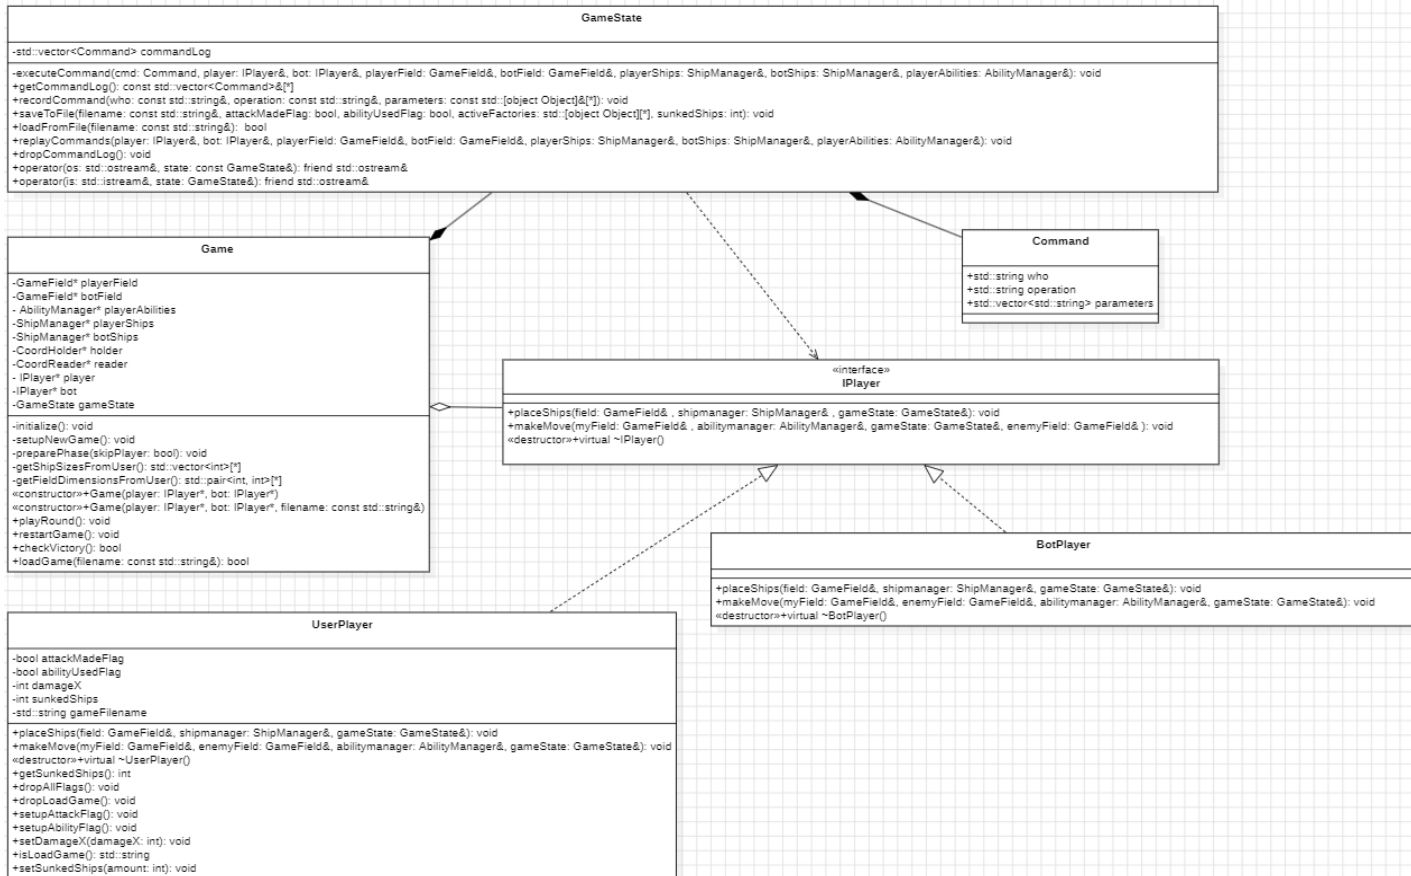 GameState
-std::vector<Command> commandLog
-executeCommand(cmd: Command, player: IPlayer&, bot: IPlayer&, playerField: GameField&, botField: GameField&, playerShips: ShipManager&, botShips: ShipManager&, playerAbilities: AbilityManager&): void
+getCommandLog(): const std::vector<Command>&[*]
+recordCommand(who: const std::string&, operation: const std::string&, parameters: const std::[object Object]&[*]): void
+saveToFile(filename: const std::string&, attackMadeFlag: bool, abilityUsedFlag: bool, activeFactories: std::[object Object][*], sunkedShips: int): void
+loadFromFile(filename: const std::string&):  bool
+replayCommands(player: IPlayer&, bot: IPlayer&, playerField: GameField&, botField: GameField&, playerShips: ShipManager&, botShips: ShipManager&, playerAbilities: AbilityManager&): void
+dropCommandLog(): void
+operator(os: std::ostream&, state: const GameState&): friend std::ostream&
+operator(is: std::istream&, state: GameState&): friend std::ostream&
Game
-GameField* playerField
-GameField* botField
- AbilityManager* playerAbilities
-ShipManager* playerShips
-ShipManager* botShips
-CoordHolder* holder
-CoordReader* reader
- IPlayer* player
-IPlayer* bot
-GameState gameState
-initialize(): void
-setupNewGame(): void
-preparePhase(skipPlayer: bool): void
-getShipSizesFromUser(): std::vector<int>[*]
-getFieldDimensionsFromUser(): std::pair<int, int>[*]
«constructor»+Game(player: IPlayer*, bot: IPlayer*)
«constructor»+Game(player: IPlayer*, bot: IPlayer*, filename: const std::string&)
+playRound(): void
+restartGame(): void
+checkVictory(): bool
+loadGame(filename: const std::string&): bool
Command
+std::string who
+std::string operation
+std::vector<std::string> parameters
«interface»
IPlayer
+placeShips(field: GameField& , shipmanager: ShipManager& , gameState: GameState&): void
+makeMove(myField: GameField& , abilitymanager: AbilityManager&, gameState: GameState&, enemyField: GameField& ): void
«destructor»+virtual ~IPlayer()
BotPlayer
+placeShips(field: GameField&, shipmanager: ShipManager&, gameState: GameState&): void
+makeMove(myField: GameField&, enemyField: GameField&, abilitymanager: AbilityManager&, gameState: GameState&): void
«destructor»+virtual ~BotPlayer()
UserPlayer
-bool attackMadeFlag
-bool abilityUsedFlag
-int damageX
-int sunkedShips
-std::string gameFilename
+placeShips(field: GameField&, shipmanager: ShipManager&, gameState: GameState&): void
+makeMove(myField: GameField&, enemyField: GameField&, abilitymanager: AbilityManager&, gameState: GameState&): void
«destructor»+virtual ~UserPlayer()
+getSunkedShips(): int
+dropAllFlags(): void
+dropLoadGame(): void
+setupAttackFlag(): void
+setupAbilityFlag(): void
+setDamageX(damageX: int): void
+isLoadGame(): std::string
+setSunkedShips(amount: int): void